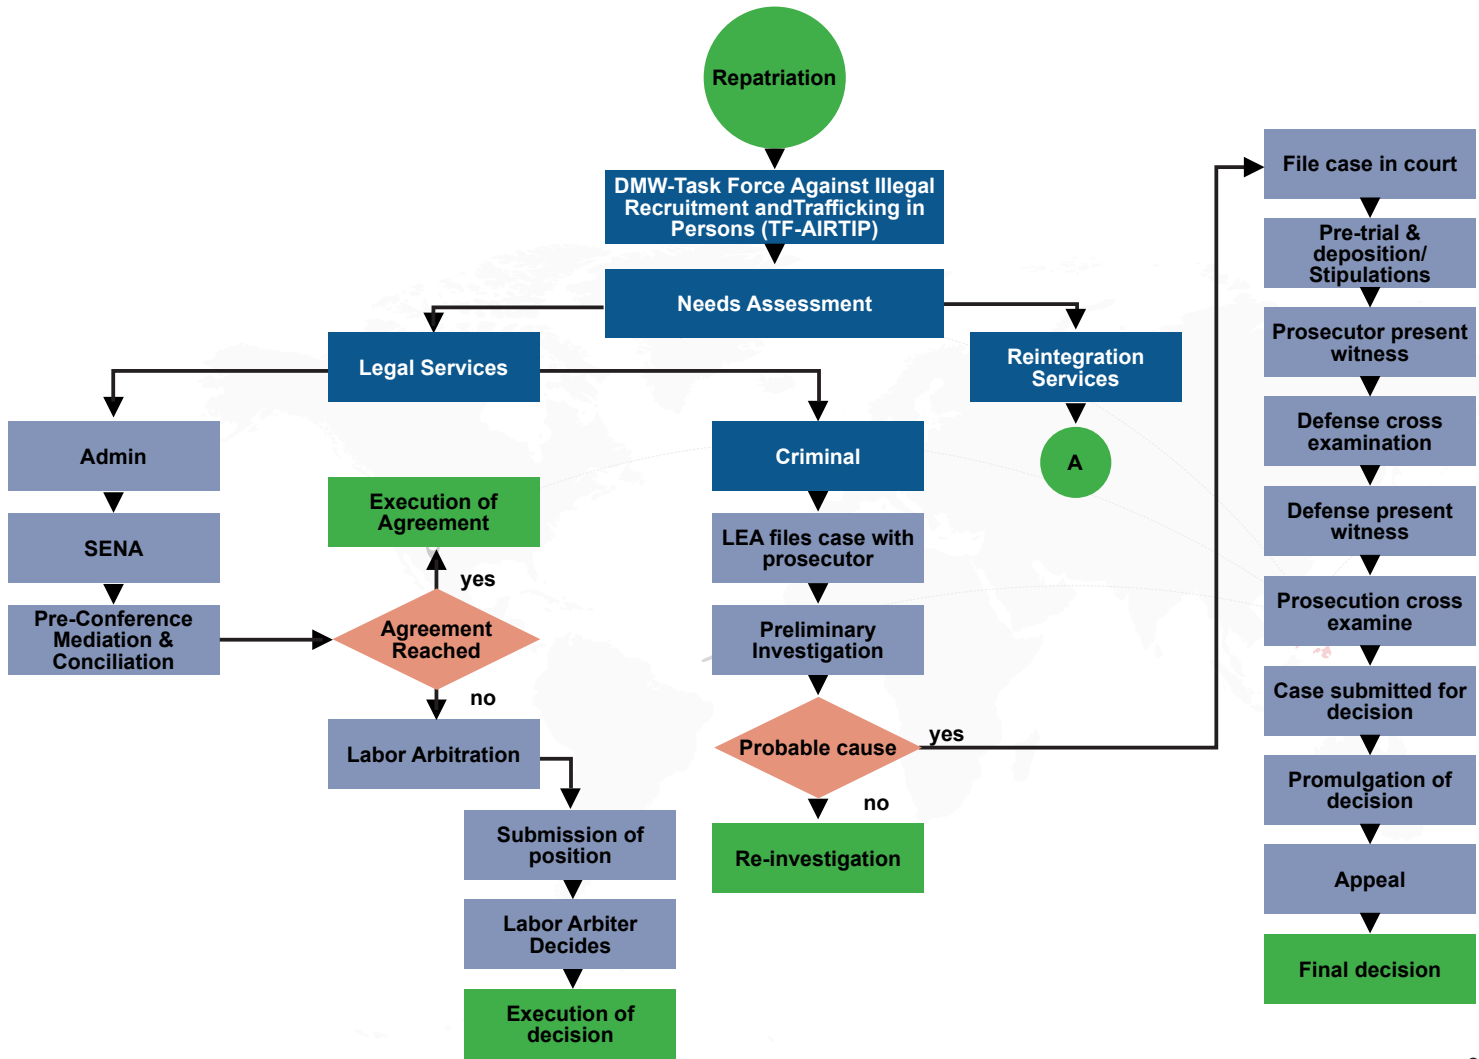 Repatriation
DMW-Task Force Against Illegal
Recruitment andTrafficking in
Persons (TF-AIRTIP)
Needs Assessment
Legal Services
Reintegration
Services
A
Admin
SENA
Pre-Conference
Mediation &
Conciliation
Execution of
Agreement
yes
Agreement
Reached
no
Labor Arbitration
Submission of
position
Labor Arbiter
Decides
Execution of
decision
Criminal
LEA files case with
prosecutor
Preliminary
Investigation
Probable cause
yes
no
Re-investigation
File case in court
Pre-trial &
deposition/
Stipulations
Prosecutor present
witness
Defense cross
examination
Defense present
witness
Prosecution cross
examine
Case submitted for
decision
Promulgation of
decision
Appeal
Final decision